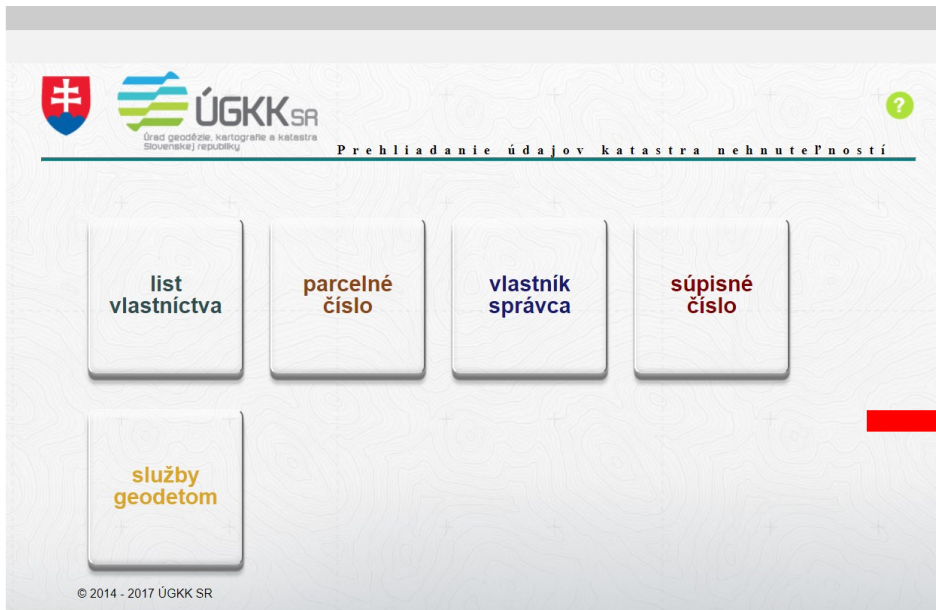 ÚGKK SR
Úrad geodézie, kartografie a katastra
Slovenskej republiky
?
Prehliadanie údajov katastra nehnuteľností
list
vlastníctva
parcelné
číslo
vlastník
správca
súpisné
číslo
služby
geodetom
© 2014 - 2017 ÚGKK SR